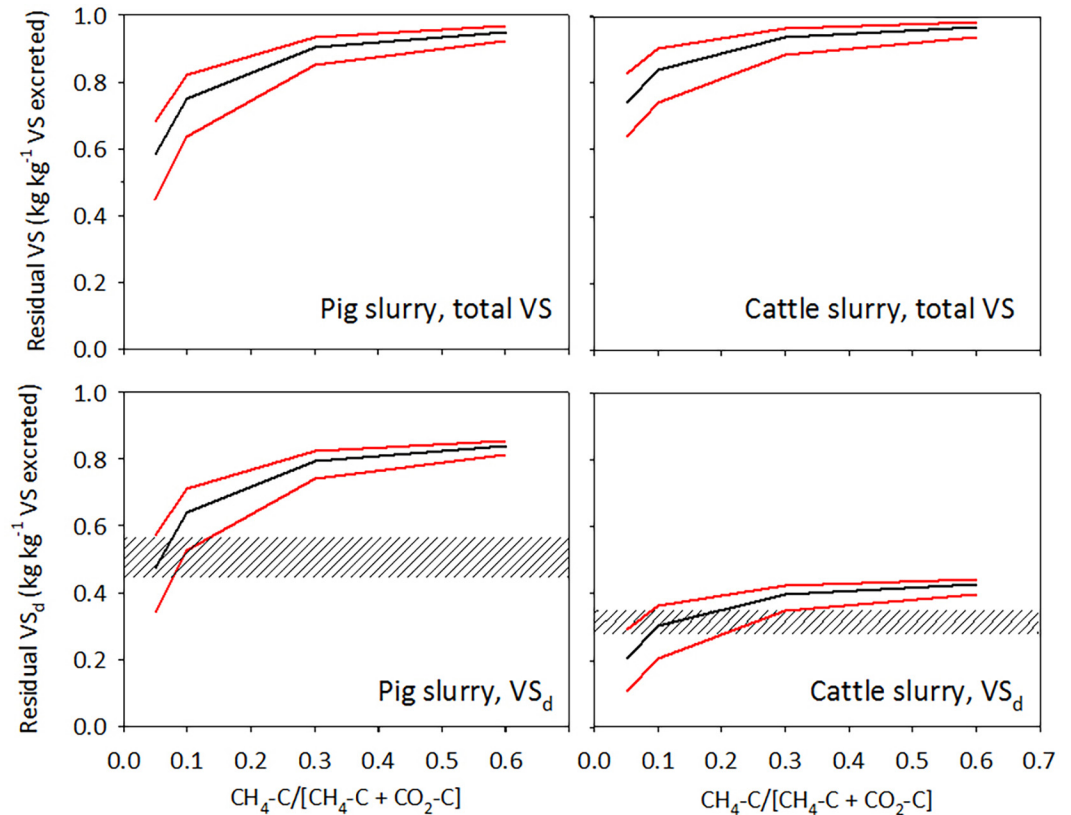 Residual VS (kg kg⁻¹ VS excreted)
1.0
0.8
0.6
0.4
0.2
0.0
Pig slurry, total VS
Cattle slurry, total VS
Residual VS_d (kg kg⁻¹ VS excreted)
1.0
0.8
0.6
0.4
0.2
0.0
Pig slurry, VS_d
Cattle slurry, VS_d
0.0 0.1 0.2 0.3 0.4 0.5 0.6
0.0 0.1 0.2 0.3 0.4 0.5 0.6 0.7
CH₄-C/[CH₄-C + CO₂-C]
CH₄-C/[CH₄-C + CO₂-C]